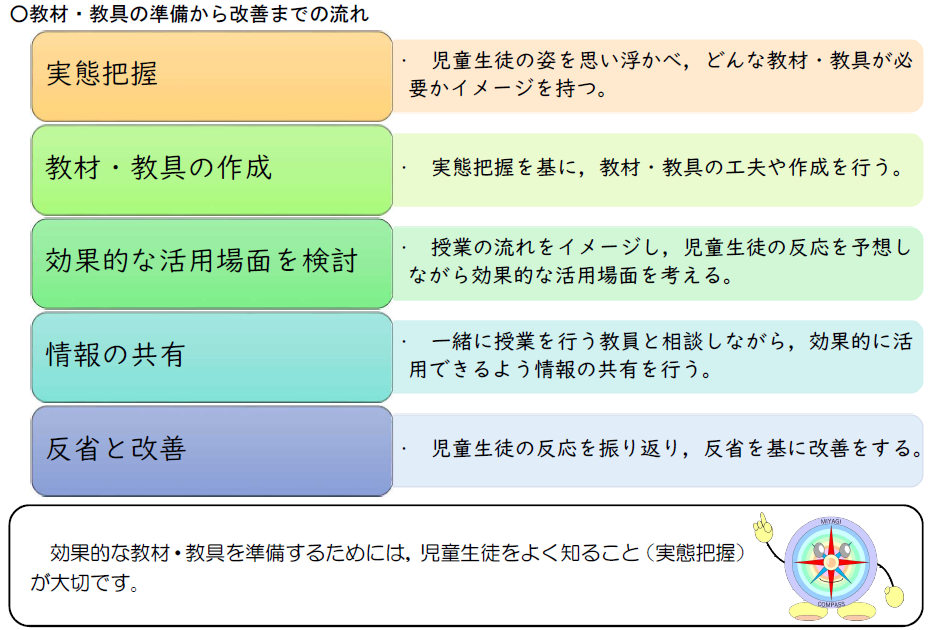 〇教材・教具の準備から改善までの流れ
実態把握
・ 児童生徒の姿を思い浮かべ，どんな教材・教具が必
要かイメージを持つ。
教材・教具の作成
・ 実態把握を基に，教材・教具の工夫や作成を行う。
効果的な活用場面を検討
・ 授業の流れをイメージし，児童生徒の反応を予想し
ながら効果的な活用場面を考える。
情報の共有
・ 一緒に授業を行う教員と相談しながら，効果的に活
用できるよう情報の共有を行う。
反省と改善
・ 児童生徒の反応を振り返り，反省を基に改善をする。
効果的な教材・教具を準備するためには，児童生徒をよく知ること（実態把握）
が大切です。
MIYAGI
COMPASS